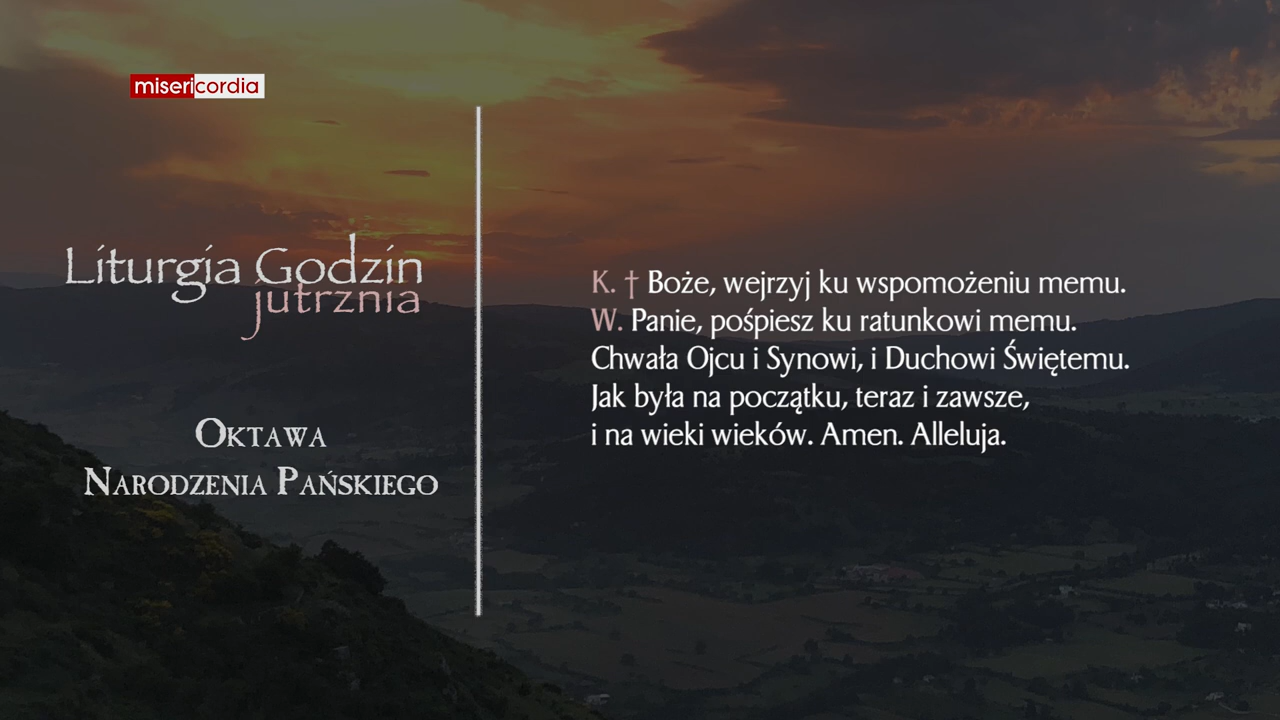 misericordia
Liturgia Godzin
jutrznia
Oktawa
Narodzenia Pańskiego
K. † Boże, wejrzyj ku wspomożeniu memu.
W. Panie, pośpiesz ku ratunkowi memu.
Chwała Ojcu i Synowi, i Duchowi Świętemu.
Jak była na początku, teraz i zawsze,
i na wieki wieków. Amen. Alleluja.